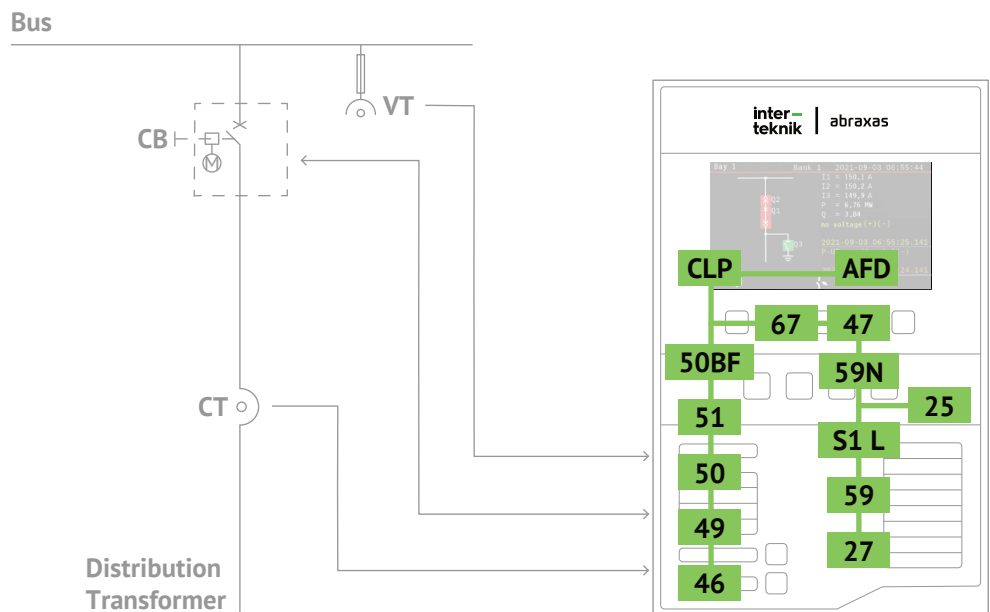 Bus
VT
CB
M
CT
Distribution
Transformer
inter–
teknik
abraxas
Bay 1 Bank 1 2021-09-03 06:55:44
I1 = 150,1 A
I2 = 150,2 A
I3 = 149,9 A
P = 6,76 MW
Q = 3,84
no voltage(+)(-)
Q2
Q1
Q3
2021-08-03 06:55:25.141
CLP
AFD
67
47
50BF
59N
25
51
S1 L
50
59
49
27
46